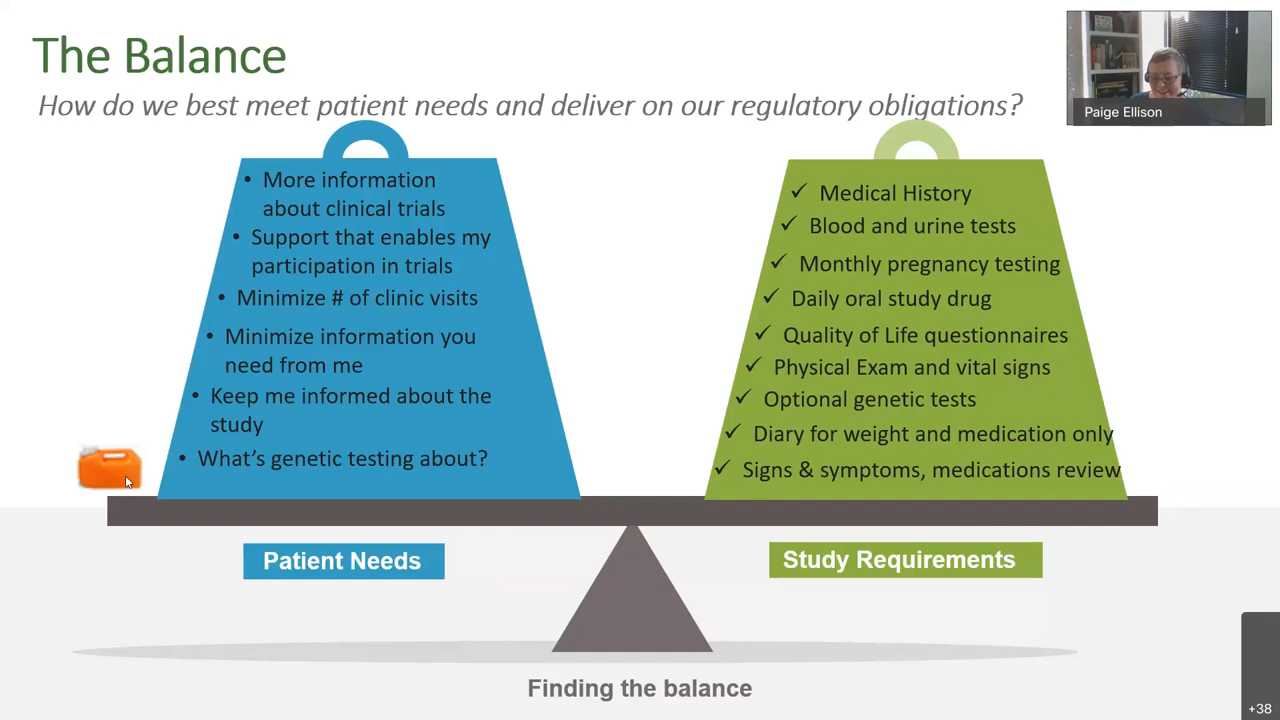 The Balance
How do we best meet patient needs and deliver on our regulatory obligations?
Paige Ellison
• More information
about clinical trials
• Support that enables my
participation in trials
• Minimize # of clinic visits
• Minimize information you
need from me
• Keep me informed about the
study
• What's genetic testing about?
✓ Medical History
✓ Blood and urine tests
✓ Monthly pregnancy testing
✓ Daily oral study drug
✓ Quality of Life questionnaires
✓ Physical Exam and vital signs
✓ Optional genetic tests
✓ Diary for weight and medication only
✓ Signs & symptoms, medications review
Patient Needs
Study Requirements
Finding the balance
+38